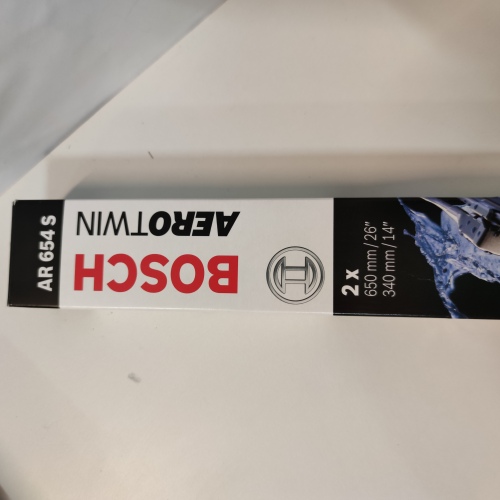 AR 654 S
BOSCH
AEROTWIN
2 x
650 mm / 26"
340 mm / 14"